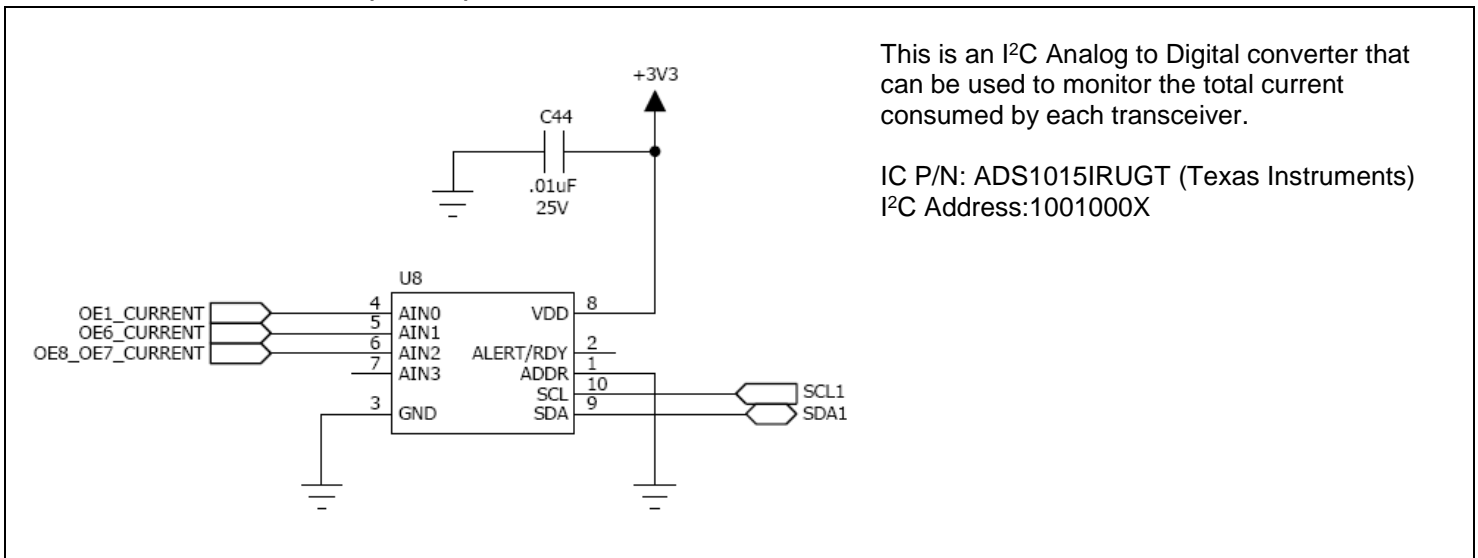 This is an I²C Analog to Digital converter that
can be used to monitor the total current
consumed by each transceiver.
IC P/N: ADS1015IRUGT (Texas Instruments)
I²C Address:1001000X
+3V3
C44
.01uF
25V
U8
OE1_CURRENT 4 AIN0 VDD 8
OE6_CURRENT 5 AIN1
OE8_OE7_CURRENT 6 AIN2 ALERT/RDY 2
7 AIN3 ADDR 1
SCL 10 SCL1
3 GND SDA 9 SDA1